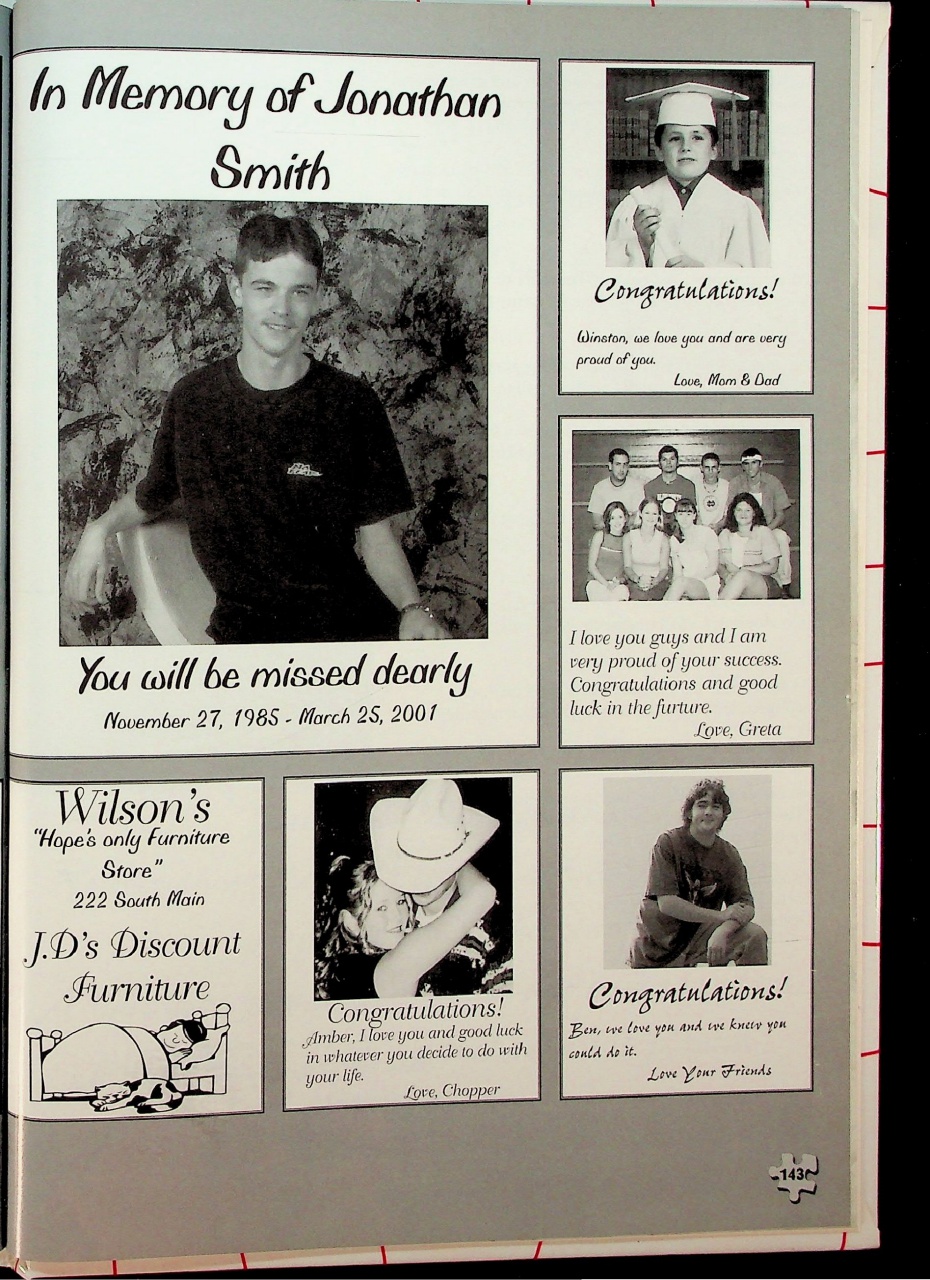 In Memory of Jonathan
Smith
You will be missed dearly
November 27, 1985 - March 25, 2001
Congratulations!
Winston, we love you and are very
proud of you.
Love, Mom & Dad
I love you guys and I am
very proud of your success.
Congratulations and good
luck in the furture.
Love, Greta
Wilson's
"Hope's only Furniture
Store"
222 South Main
J.D's Discount
Furniture
Congratulations!
Amber, I love you and good luck
in whatever you decide to do with
your life.
Love, Chopper
Congratulations!
Ben, we love you and we knew you
could do it.
Love Your Friends
143